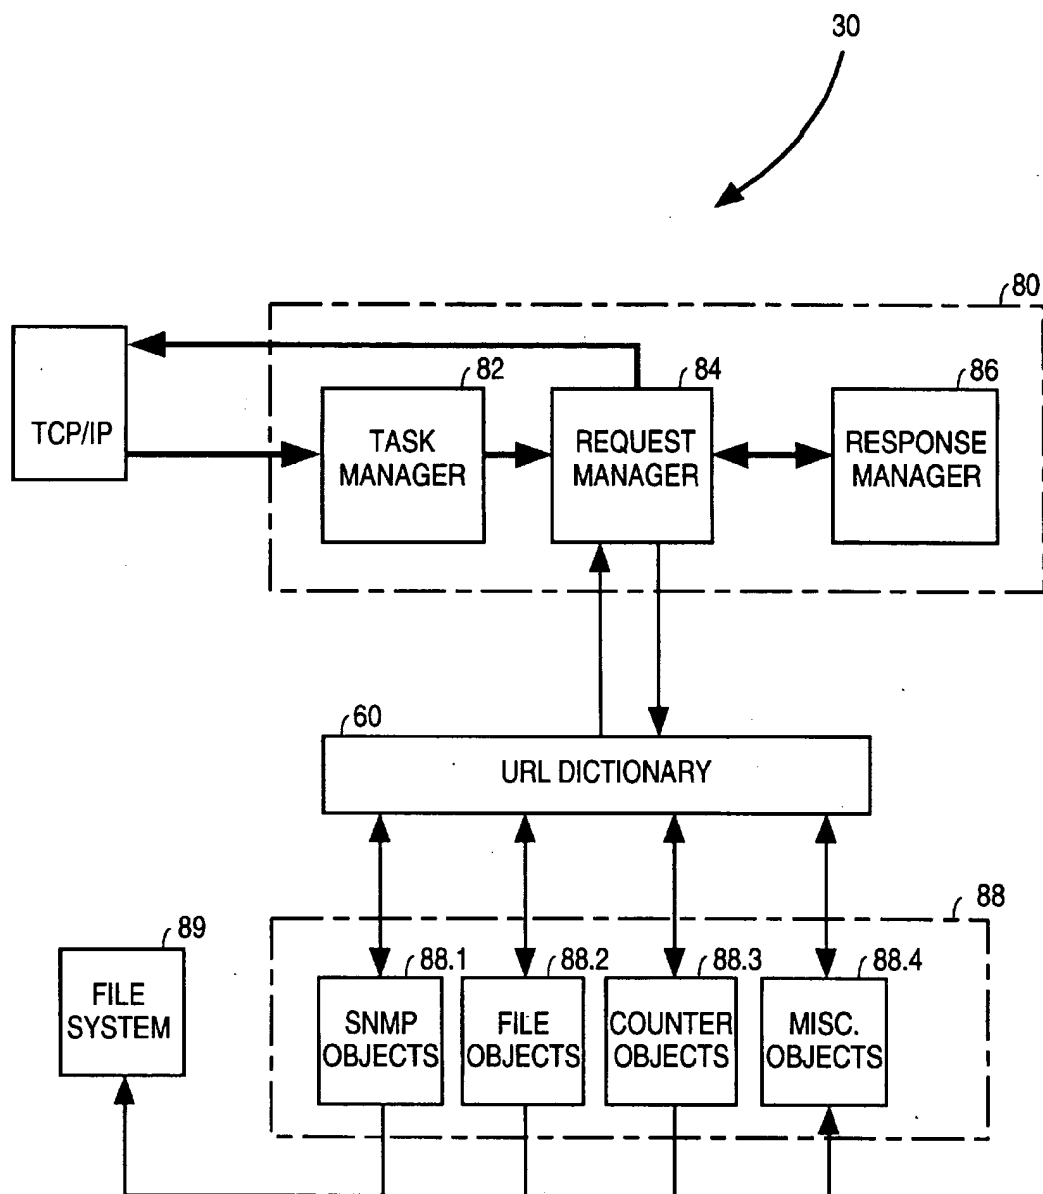 30
80
TCP/IP
82
TASK
MANAGER
84
REQUEST
MANAGER
86
RESPONSE
MANAGER
60
URL DICTIONARY
88
89
FILE
SYSTEM
88.1
SNMP
OBJECTS
88.2
FILE
OBJECTS
88.3
COUNTER
OBJECTS
88.4
MISC.
OBJECTS